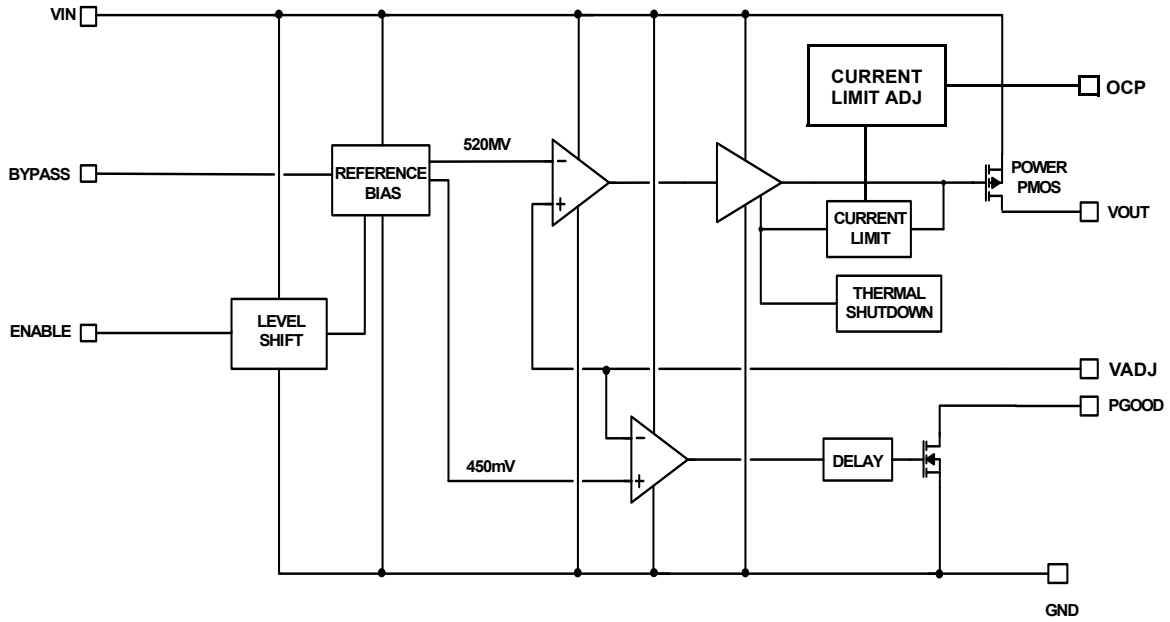 VIN
CURRENT
LIMIT ADJ
OCP
520MV
BYPASS
REFERENCE
BIAS
POWER
PMOS
VOUT
CURRENT
LIMIT
THERMAL
SHUTDOWN
ENABLE
LEVEL
SHIFT
VADJ
PGOOD
450mV
DELAY
GND
−
+
−
+